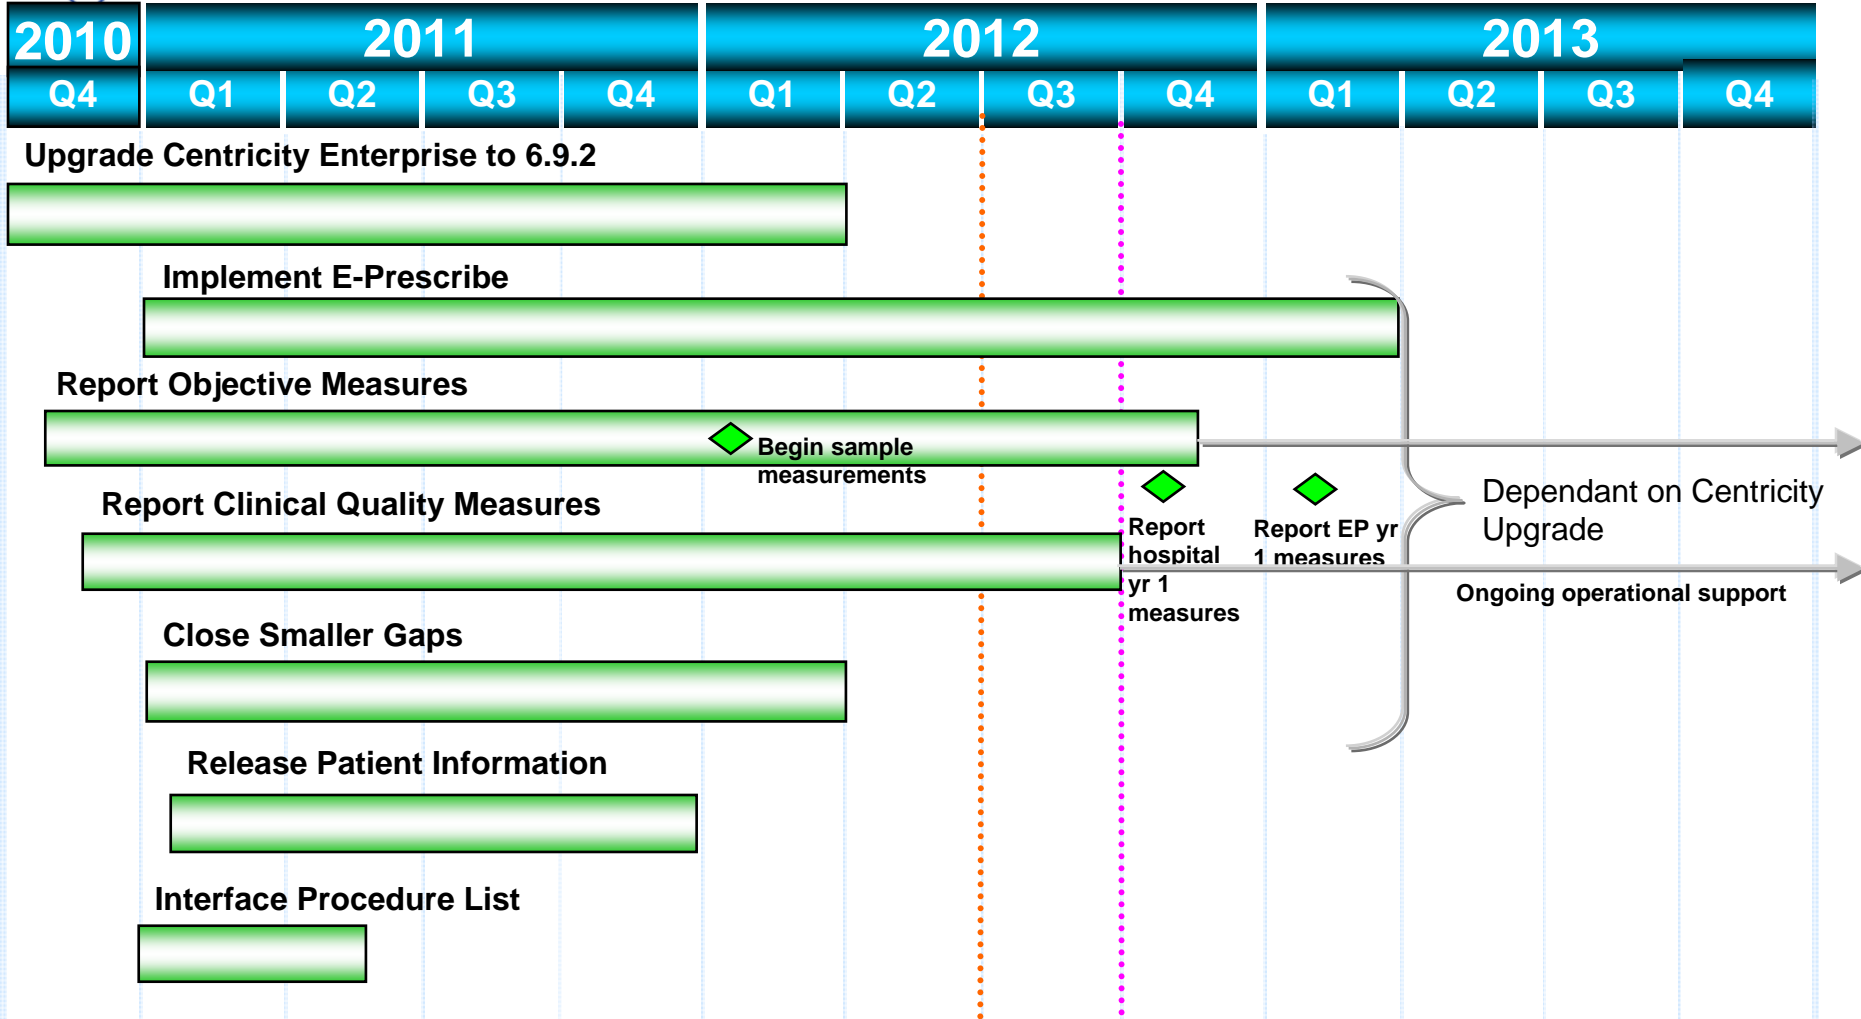 2010 2011 2012 2013
Q4 Q1 Q2 Q3 Q4 Q1 Q2 Q3 Q4 Q1 Q2 Q3 Q4
Upgrade Centricity Enterprise to 6.9.2
Implement E-Prescribe
Report Objective Measures
Begin sample
measurements
Report Clinical Quality Measures
Report
hospital
yr 1
measures
Report EP yr
1 measures
Dependant on Centricity
Upgrade
Ongoing operational support
Close Smaller Gaps
Release Patient Information
Interface Procedure List